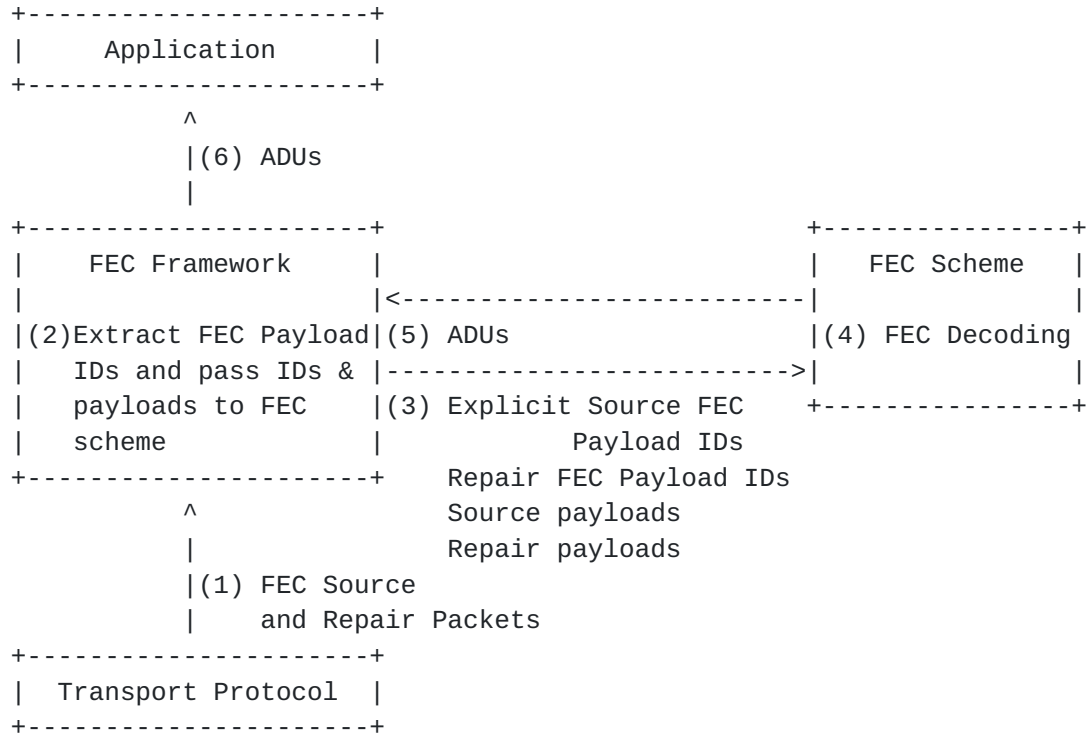 +----------------------+
|     Application      |
+----------------------+
           ^
           |(6) ADUs
           |
+----------------------+                           +----------------+
|    FEC Framework     |                           |   FEC Scheme   |
|                      |<--------------------------|                |
|(2)Extract FEC Payload|(5) ADUs                   |(4) FEC Decoding|
|   IDs and pass IDs & |-------------------------->|                |
|   payloads to FEC    |(3) Explicit Source FEC    +----------------+
|   scheme             |            Payload IDs
+----------------------+    Repair FEC Payload IDs
           ^                Source payloads
           |                Repair payloads
           |(1) FEC Source
           |    and Repair Packets
+----------------------+
|  Transport Protocol  |
+----------------------+